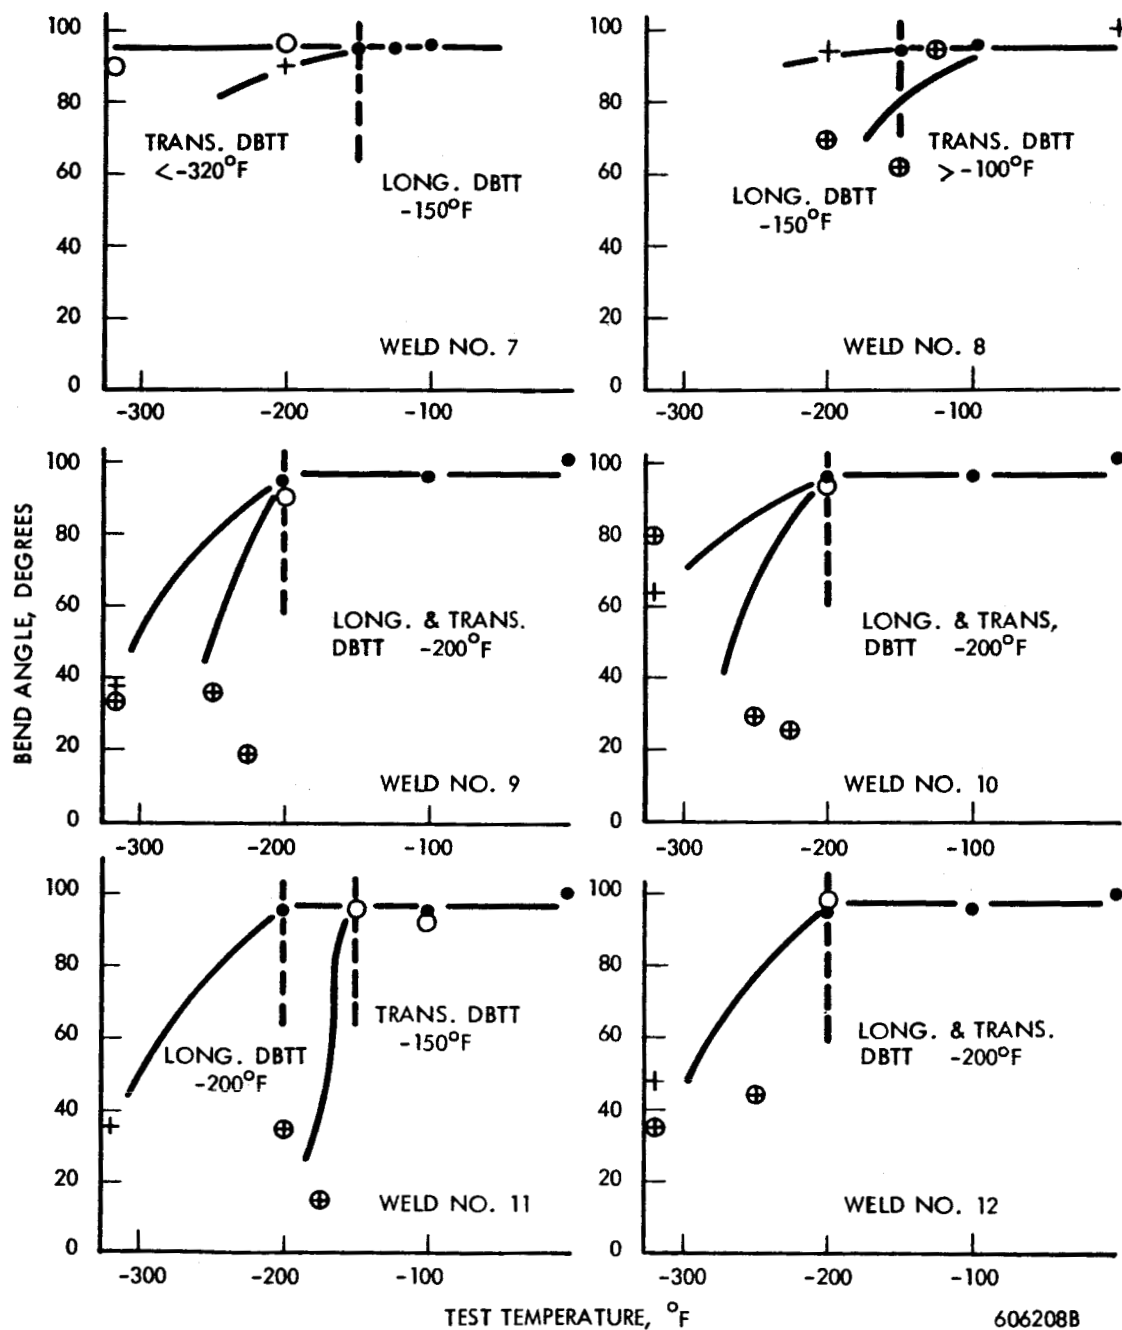 100
80
60
40
20
0
TRANS. DBTT
<-320°F
LONG. DBTT
-150°F
WELD NO. 7
-300 -200 -100
100
80
60
40
20
0
TRANS. DBTT
>-100°F
LONG. DBTT
-150°F
WELD NO. 8
-300 -200 -100
BEND ANGLE, DEGREES
100
80
60
40
20
0
LONG. & TRANS.
DBTT -200°F
WELD NO. 9
-300 -200 -100
100
80
60
40
20
0
LONG. & TRANS,
DBTT -200°F
WELD NO. 10
-300 -200 -100
100
80
60
40
20
0
TRANS. DBTT
-150°F
LONG. DBTT
-200°F
WELD NO. 11
-300 -200 -100
100
80
60
40
20
0
LONG. & TRANS.
DBTT -200°F
WELD NO. 12
-300 -200 -100
TEST TEMPERATURE, °F
606208B